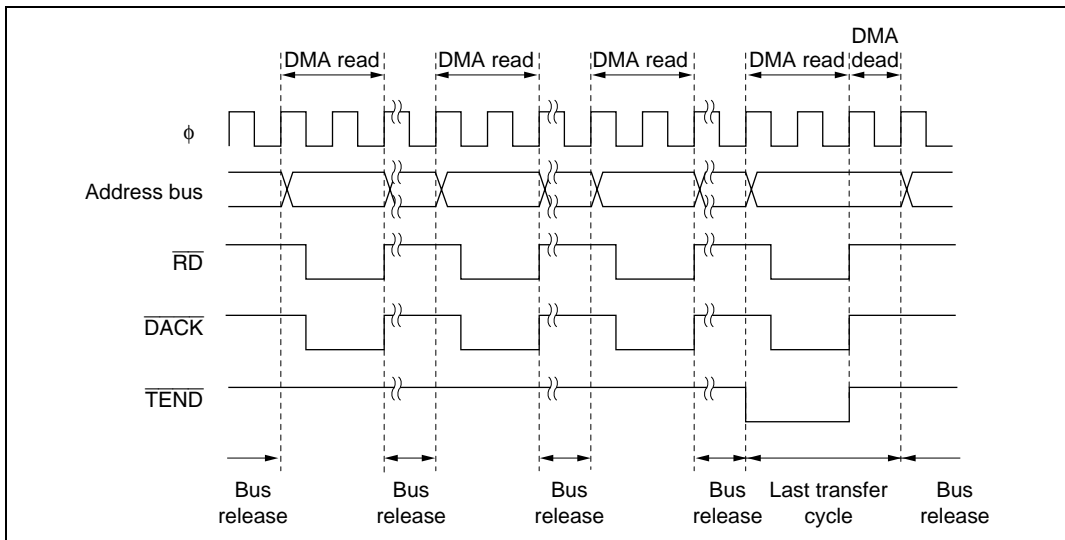 DMA
DMA read DMA read DMA read DMA read dead
φ
Address bus
RD
DACK
TEND
Bus Bus Bus Bus Last transfer Bus
release release release release cycle release